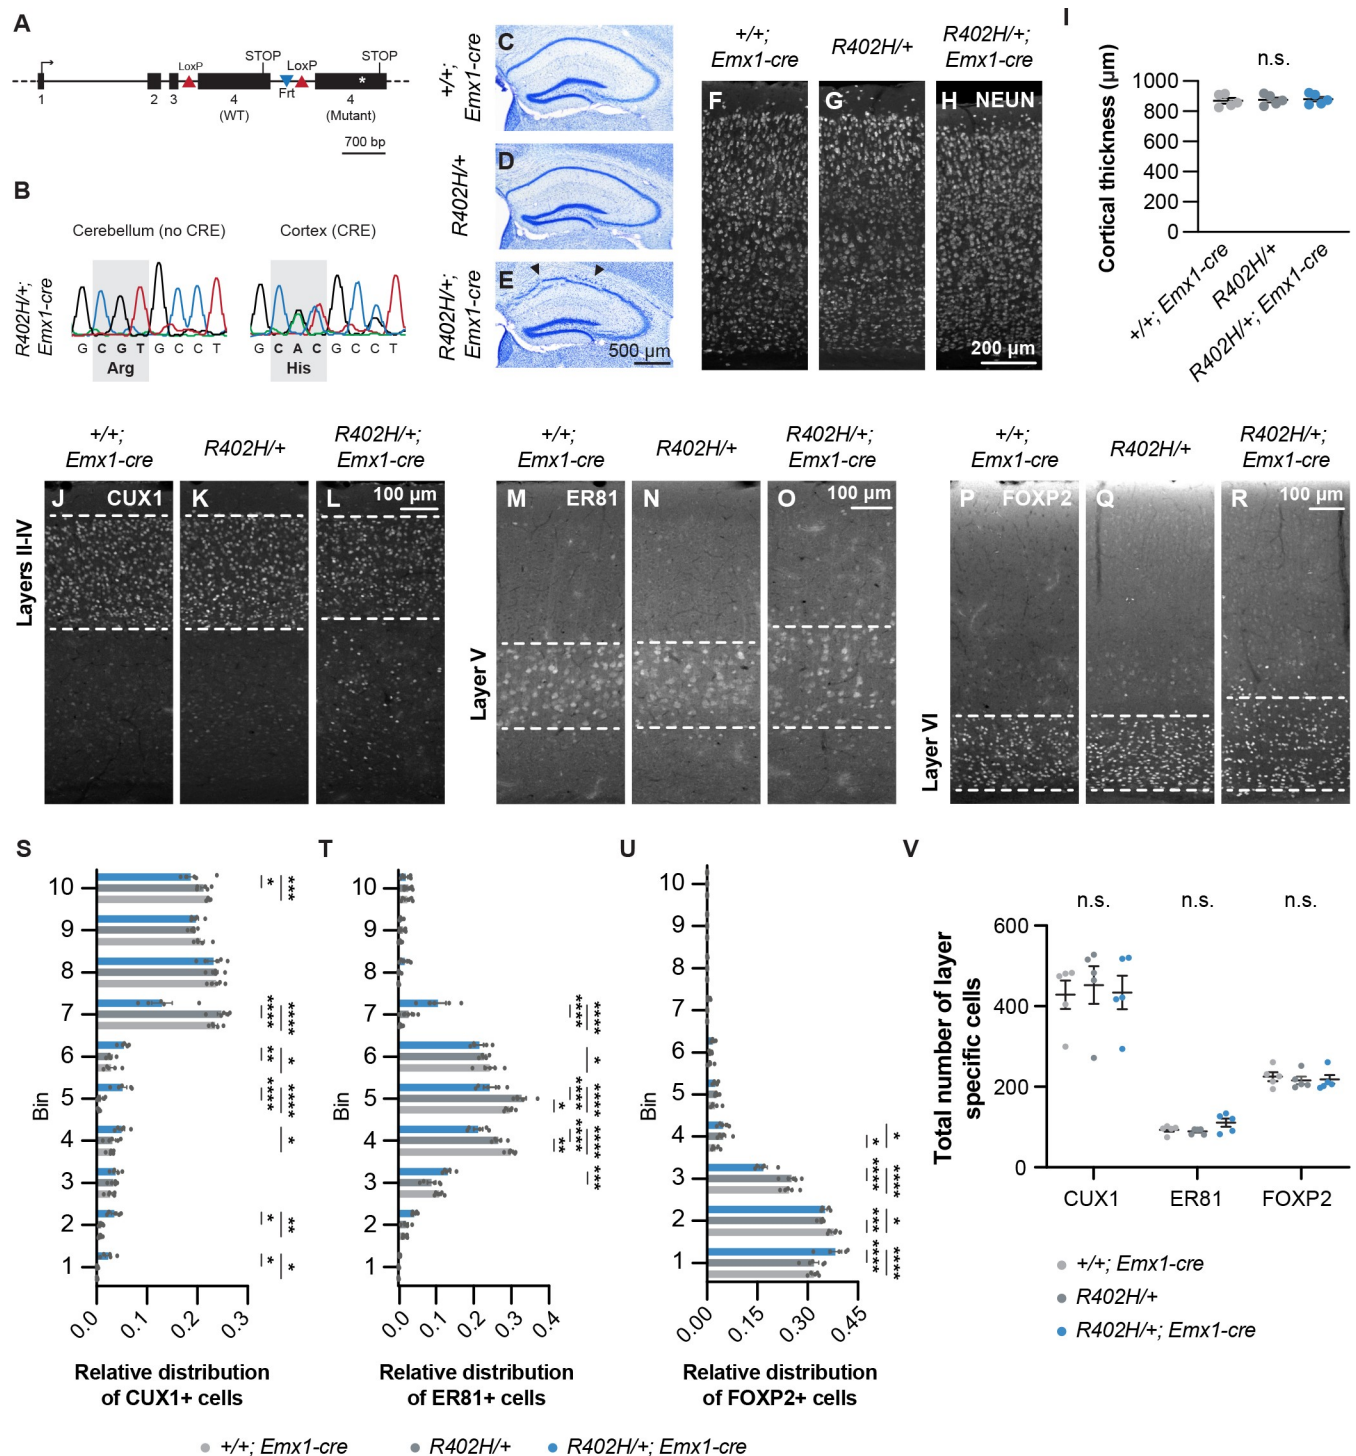 A
STOP
STOP
LoxP
LoxP
*
Frt
1
2
3
4
4
(WT)
(Mutant)
700 bp
B
Cerebellum (no CRE)
Cortex (CRE)
R402H/+;
Emx1-cre
G C G T G C C T
G C A C G C C T
Arg
His
+/+;
Emx1-cre
C
R402H/+
D
R402H/+;
Emx1-cre
E
500 µm
+/+;
Emx1-cre
R402H/+
R402H/+;
Emx1-cre
F
G
H NEUN
200 µm
I
n.s.
Cortical thickness (µm)
1000
800
600
400
200
0
+/+; Emx1-cre
R402H/+
R402H/+; Emx1-cre
+/+;
Emx1-cre
R402H/+
R402H/+;
Emx1-cre
Layers II-IV
J CUX1
K
L 100 µm
+/+;
Emx1-cre
R402H/+
R402H/+;
Emx1-cre
Layer V
M ER81
N
O 100 µm
+/+;
Emx1-cre
R402H/+
R402H/+;
Emx1-cre
Layer VI
P FOXP2
Q
R 100 µm
S
Bin
10
9
8
7
6
5
4
3
2
1
* ***
**** ****
** *
**** ****
*
* **
* *
0.0
0.1
0.2
0.3
Relative distribution
of CUX1+ cells
T
Bin
10
9
8
7
6
5
4
3
2
1
**** ****
*
* **** ****
** **** ****
***
0.0
0.1
0.2
0.3
0.4
Relative distribution
of ER81+ cells
U
Bin
10
9
8
7
6
5
4
3
2
1
* *
**** ****
*** *
**** ****
0.00
0.15
0.30
0.45
Relative distribution
of FOXP2+ cells
V
n.s.
n.s.
n.s.
Total number of layer
specific cells
600
400
200
0
CUX1
ER81
FOXP2
+/+; Emx1-cre
R402H/+
R402H/+; Emx1-cre
+/+; Emx1-cre
R402H/+
R402H/+; Emx1-cre